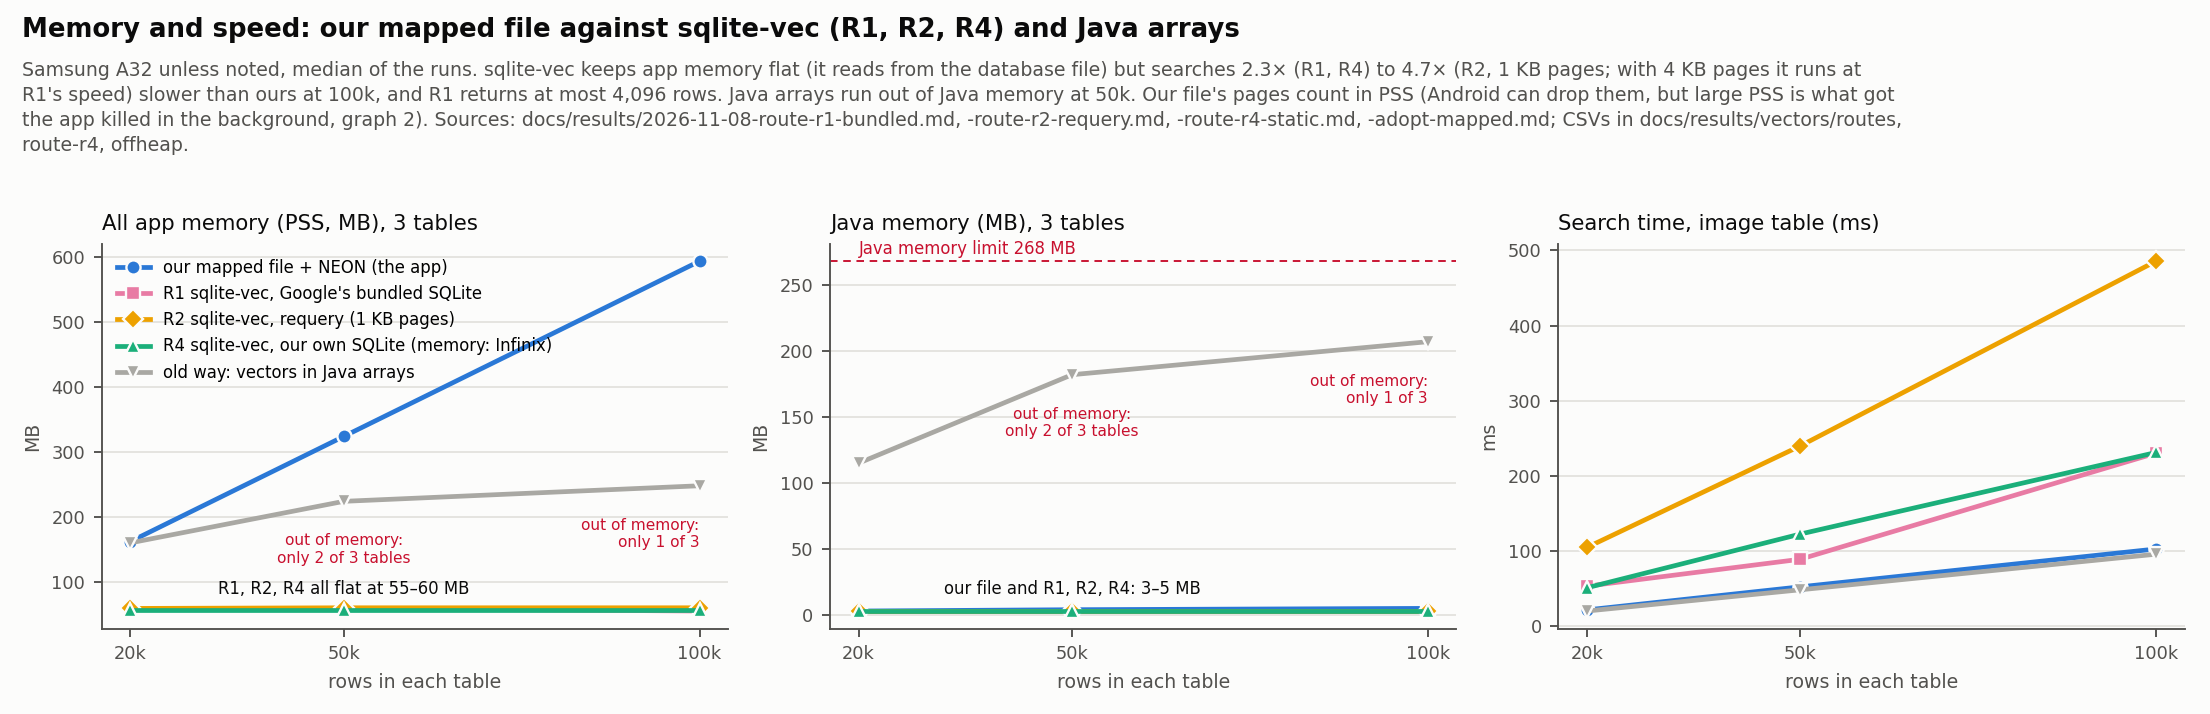 Memory and speed: our mapped file against sqlite-vec (R1, R2, R4) and Java arrays
Samsung A32 unless noted, median of the runs. sqlite-vec keeps app memory flat (it reads from the database file) but searches 2.3× (R1, R4) to 4.7× (R2, 1 KB pages; with 4 KB pages it runs at
R1's speed) slower than ours at 100k, and R1 returns at most 4,096 rows. Java arrays run out of Java memory at 50k. Our file's pages count in PSS (Android can drop them, but large PSS is what got
the app killed in the background, graph 2). Sources: docs/results/2026-11-08-route-r1-bundled.md, -route-r2-requery.md, -route-r4-static.md, -adopt-mapped.md; CSVs in docs/results/vectors/routes,
route-r4, offheap.
All app memory (PSS, MB), 3 tables
600
500
400
300
200
100
MB
our mapped file + NEON (the app)
R1 sqlite-vec, Google's bundled SQLite
R2 sqlite-vec, requery (1 KB pages)
R4 sqlite-vec, our own SQLite (memory: Infinix)
old way: vectors in Java arrays
out of memory:
only 2 of 3 tables
out of memory:
only 1 of 3
R1, R2, R4 all flat at 55–60 MB
20k
50k
100k
rows in each table
Java memory (MB), 3 tables
Java memory limit 268 MB
250
200
150
100
50
0
MB
out of memory:
only 2 of 3 tables
out of memory:
only 1 of 3
our file and R1, R2, R4: 3–5 MB
20k
50k
100k
rows in each table
Search time, image table (ms)
500
400
300
200
100
0
ms
20k
50k
100k
rows in each table